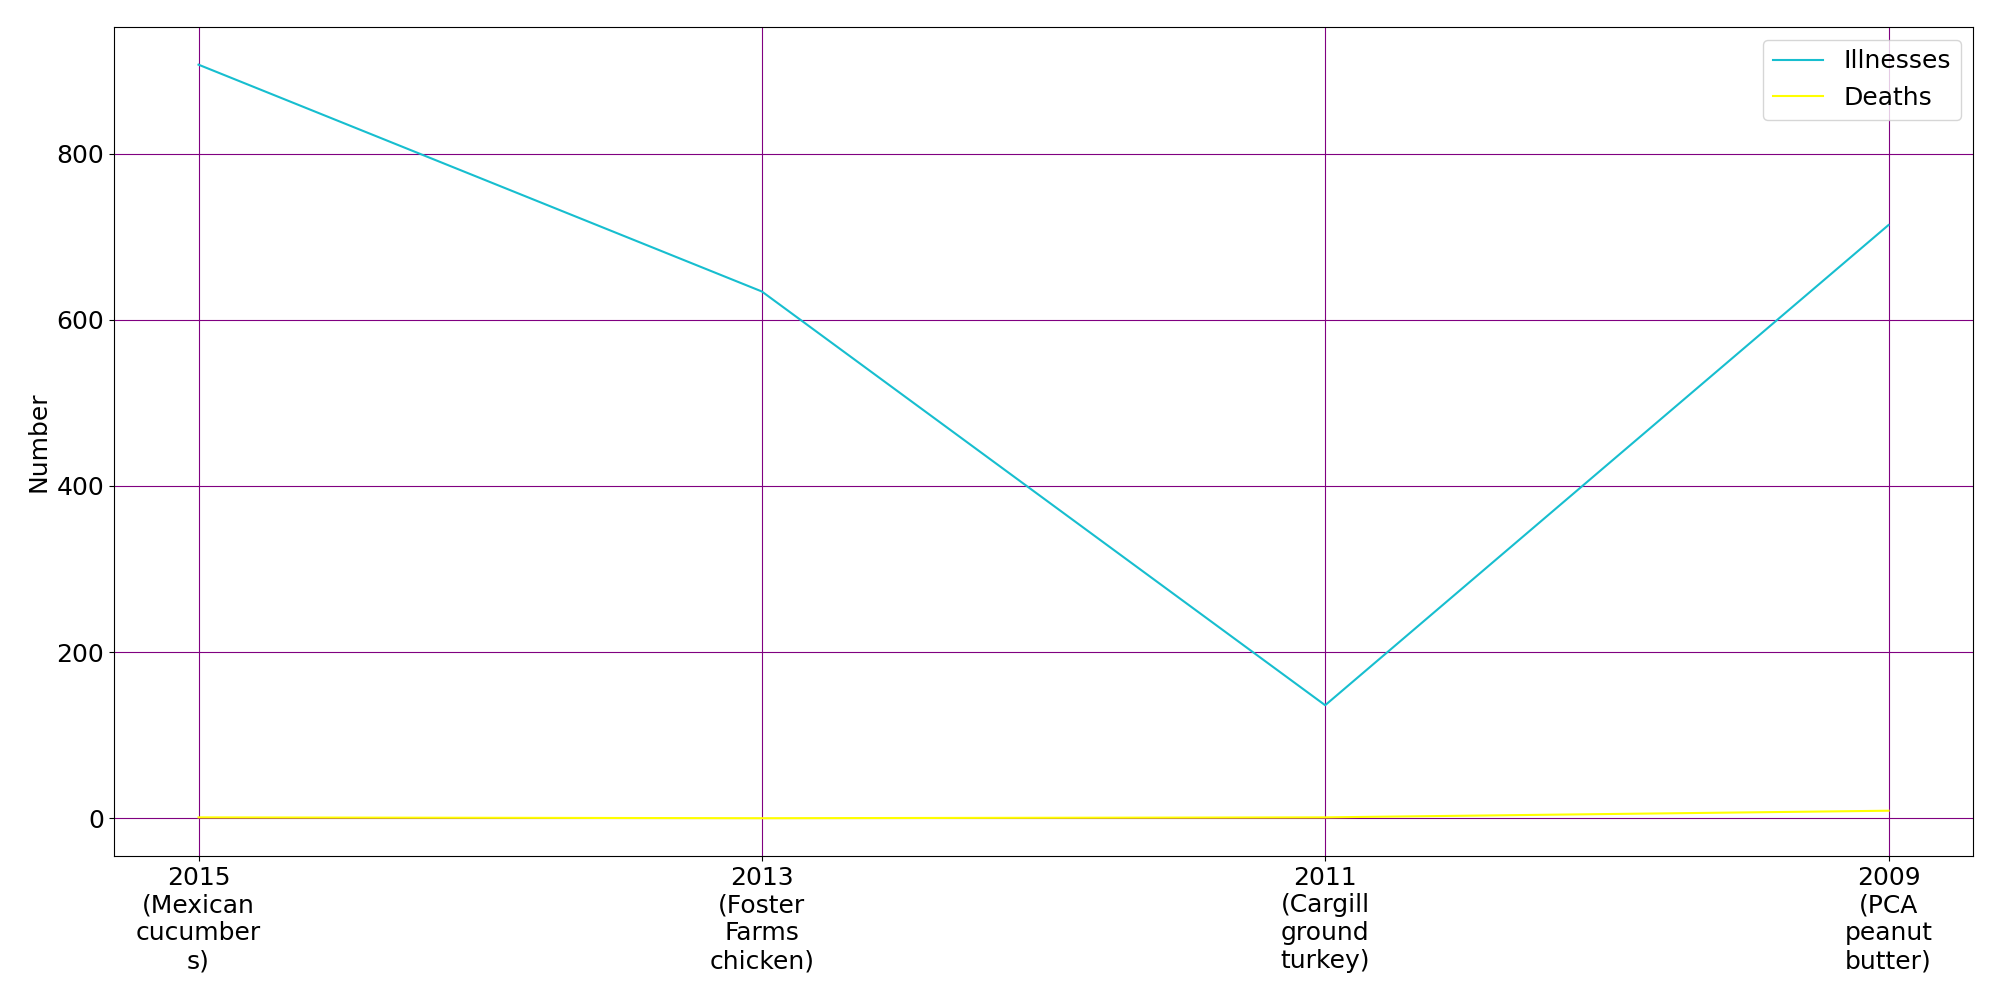 Illnesses
Deaths
800
600
400
200
0
Number
2015
(Mexican
cucumber
s)
2013
(Foster
Farms
chicken)
2011
(Cargill
ground
turkey)
2009
(PCA
peanut
butter)